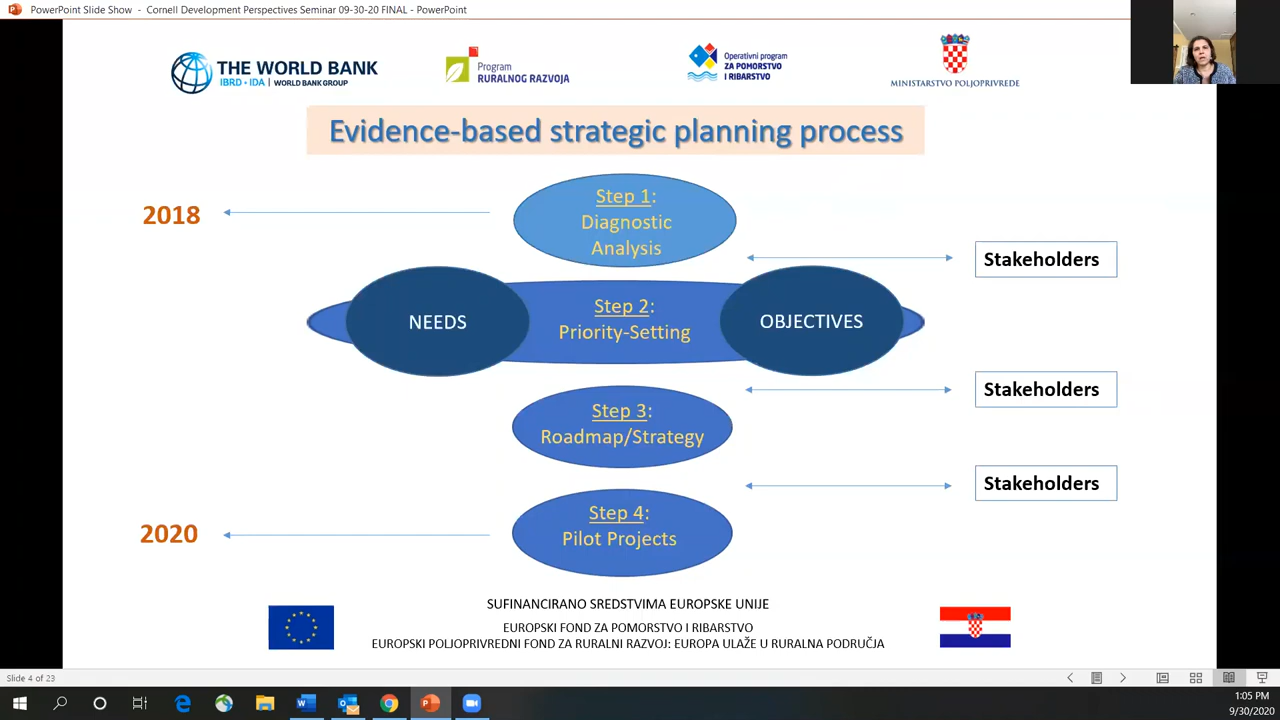 PowerPoint Slide Show - Cornell Development Perspectives Seminar 09-30-20 FINAL - PowerPoint
THE WORLD BANK
IBRD • IDA | WORLD BANK GROUP
Program
RURALNOG RAZVOJA
Operativni program
ZA POMORSTVO
I RIBARSTVO
MINISTARSTVO POLJOPRIVREDE
Evidence-based strategic planning process
2018
Step 1:
Diagnostic
Analysis
Stakeholders
NEEDS
Step 2:
Priority-Setting
OBJECTIVES
Stakeholders
Step 3:
Roadmap/Strategy
Stakeholders
2020
Step 4:
Pilot Projects
SUFINANCIRANO SREDSTVIMA EUROPSKE UNIJE
EUROPSKI FOND ZA POMORSTVO I RIBARSTVO
EUROPSKI POLJOPRIVREDNI FOND ZA RURALNI RAZVOJ: EUROPA ULAŽE U RURALNA PODRUČJA
Slide 4 of 23
1:05 PM
9/30/2020